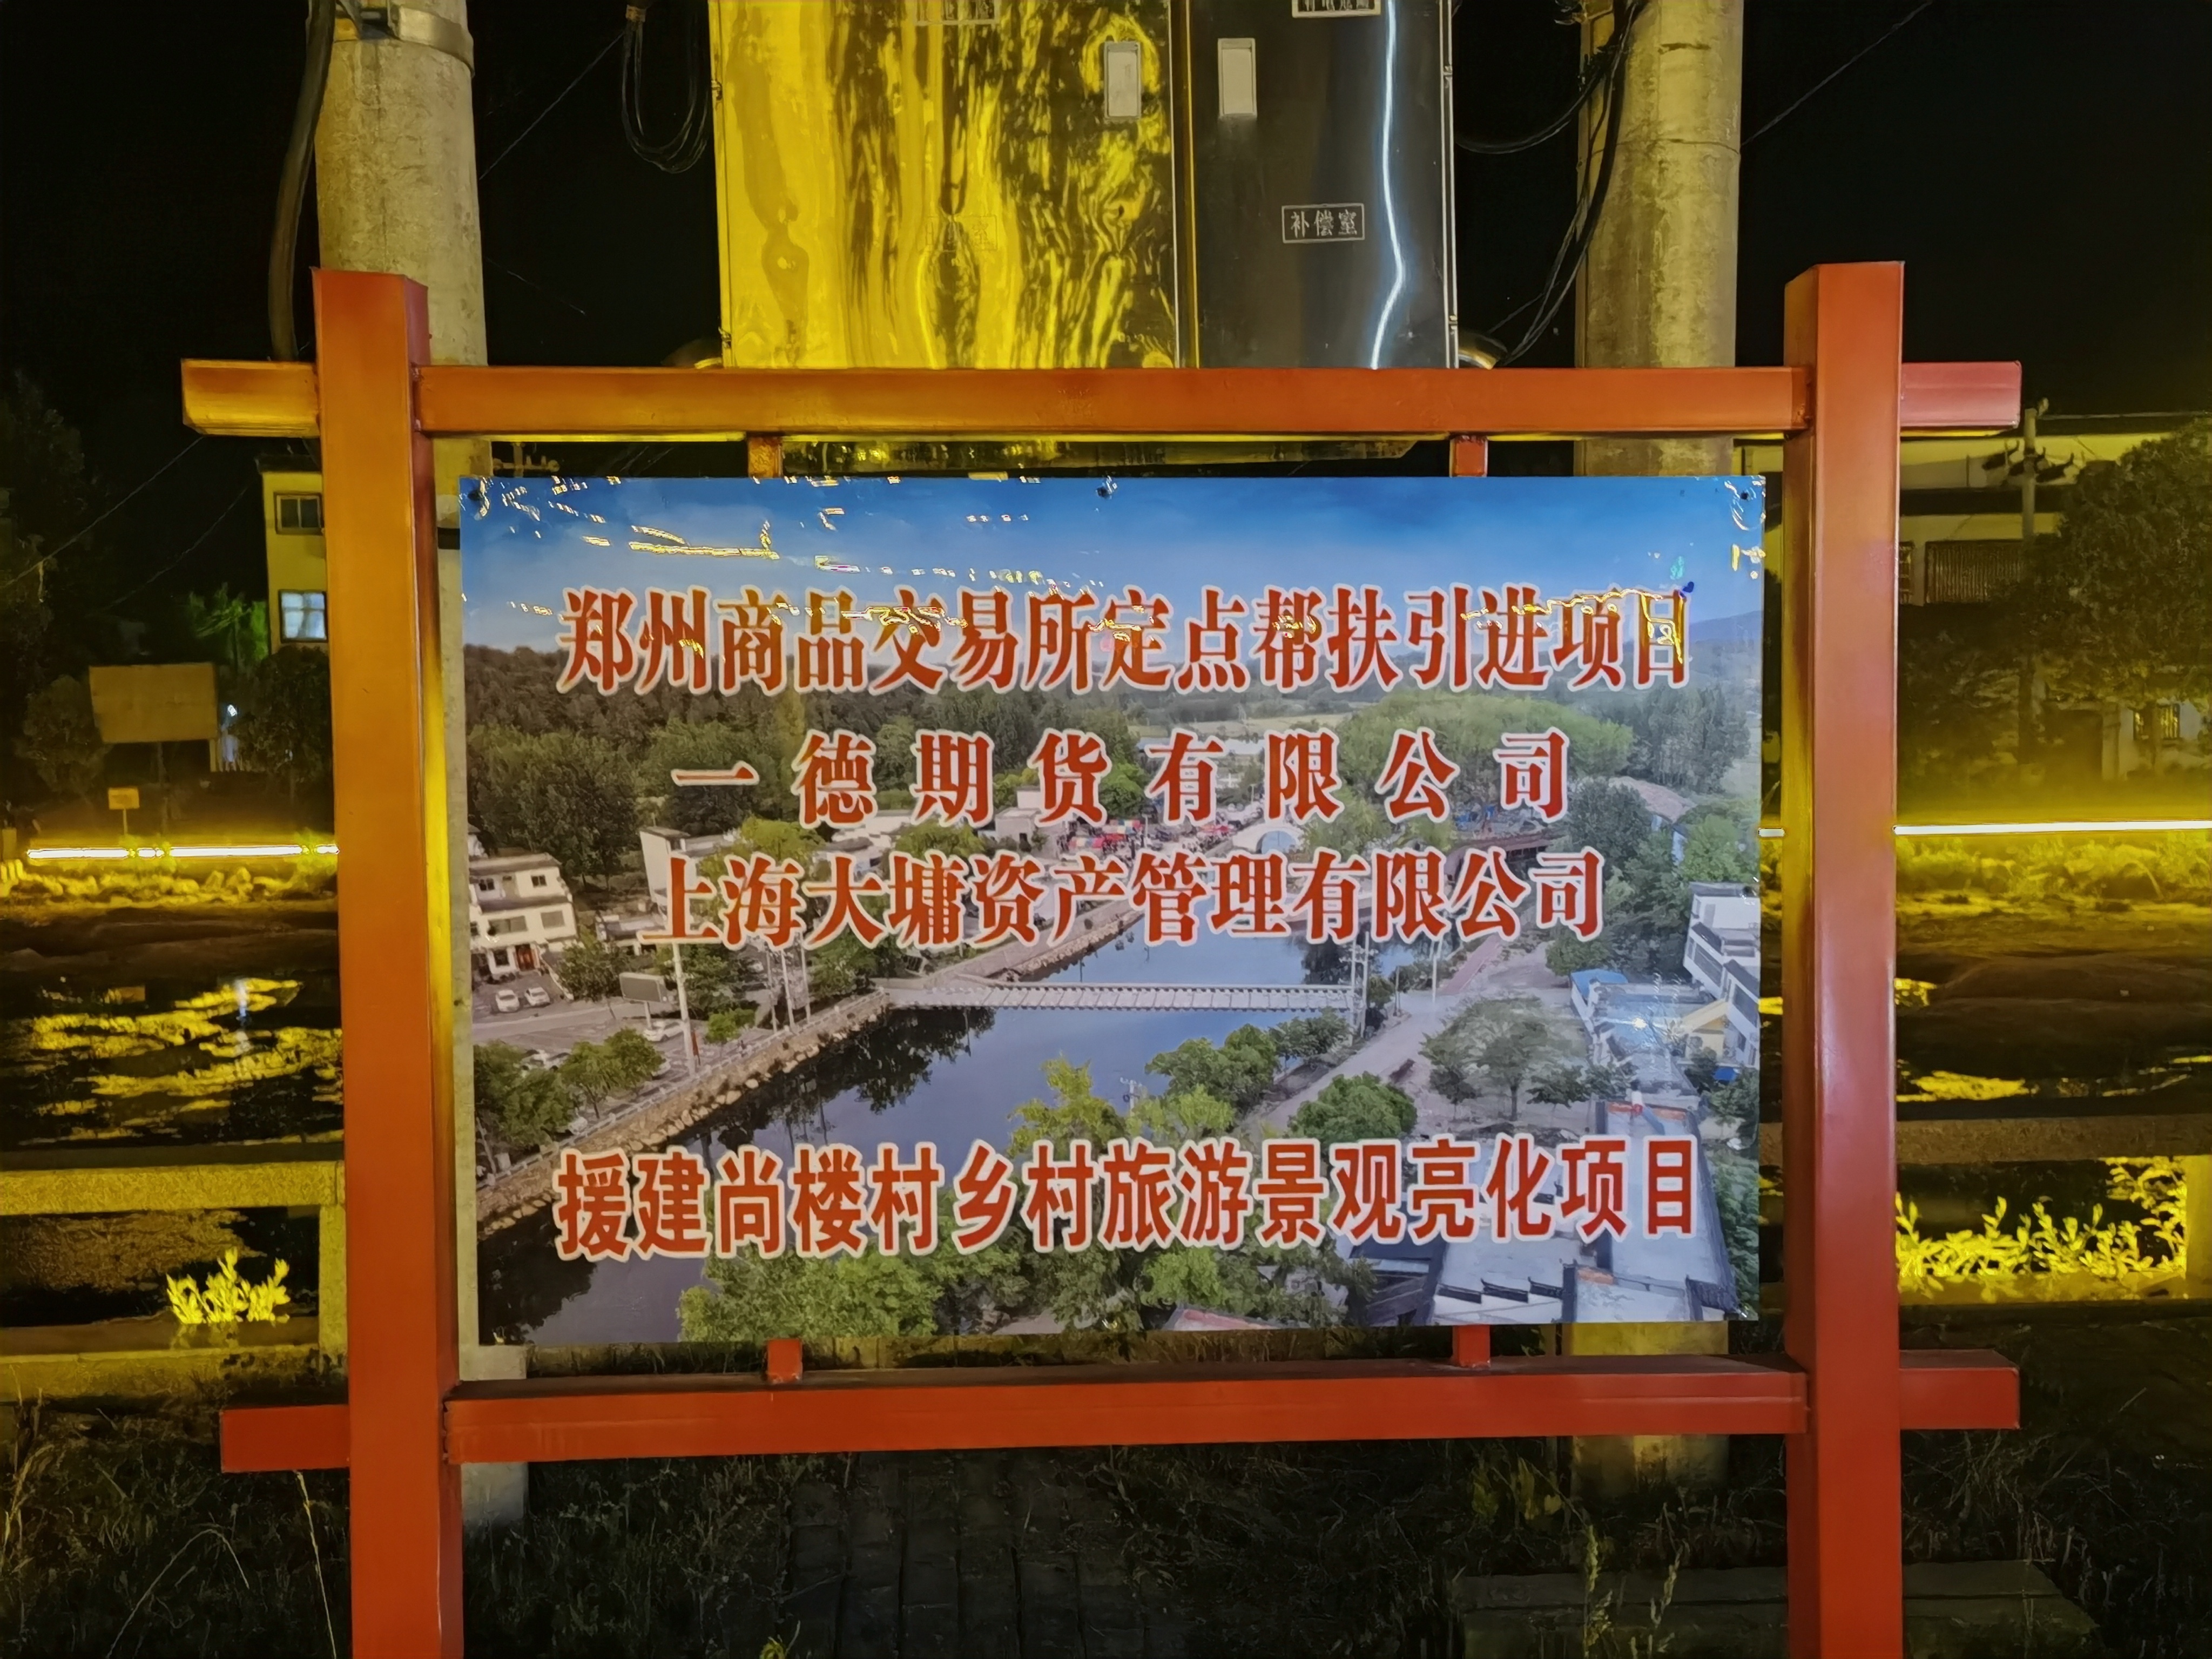 补偿室
郑州商品交易所定点帮扶引进项目
一德期货有限公司
上海大墉资产管理有限公司
援建尚楼村乡村旅游景观亮化项目